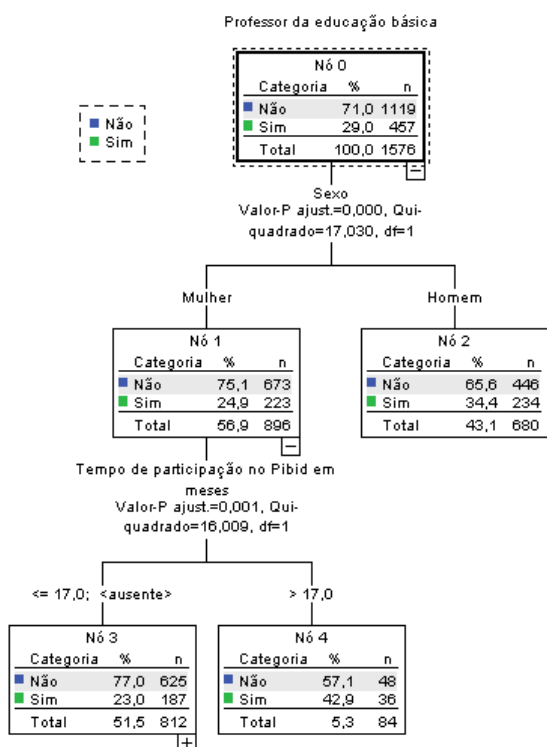 Professor da educação básica
Não
Sim
Nó 0
Categoria % n
Não 71,0 1119
Sim 29,0 457
Total 100,0 1576
Sexo
Valor-P ajust.=0,000, Qui-
quadrado=17,030, df=1
Mulher
Homem
Nó 1
Categoria % n
Não 75,1 673
Sim 24,9 223
Total 56,9 896
Nó 2
Categoria % n
Não 65,6 446
Sim 34,4 234
Total 43,1 680
Tempo de participação no Pibid em
meses
Valor-P ajust.=0,001, Qui-
quadrado=16,009, df=1
<= 17,0; <ausente>
> 17,0
Nó 3
Categoria % n
Não 77,0 625
Sim 23,0 187
Total 51,5 812
Nó 4
Categoria % n
Não 57,1 48
Sim 42,9 36
Total 5,3 84